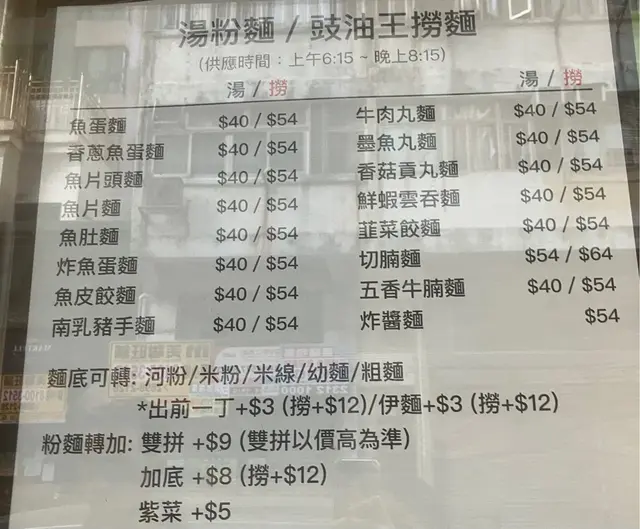 湯粉麵 / 豉油王撈麵
(供應時間：上午6:15 ~ 晚上8:15)
湯 / 撈
魚蛋麵 $40 / $54
香蔥魚蛋麵 $40 / $54
魚片頭麵 $40 / $54
魚片麵 $40 / $54
魚肚麵 $40 / $54
炸魚蛋麵 $40 / $54
魚皮餃麵 $40 / $54
南乳豬手麵 $40 / $54
湯 / 撈
牛肉丸麵 $40 / $54
墨魚丸麵 $40 / $54
香菇貢丸麵 $40 / $54
鮮蝦雲吞麵 $40 / $54
韮菜餃麵 $40 / $54
切腩麵 $54 / $64
五香牛腩麵 $40 / $54
炸醬麵 $54
麵底可轉: 河粉/米粉/米線/幼麵/粗麵
*出前一丁+$3 (撈+$12)/伊麵+$3 (撈+$12)
粉麵轉加: 雙拼 +$9 (雙拼以價高為準)
加底 +$8 (撈+$12)
紫菜 +$5